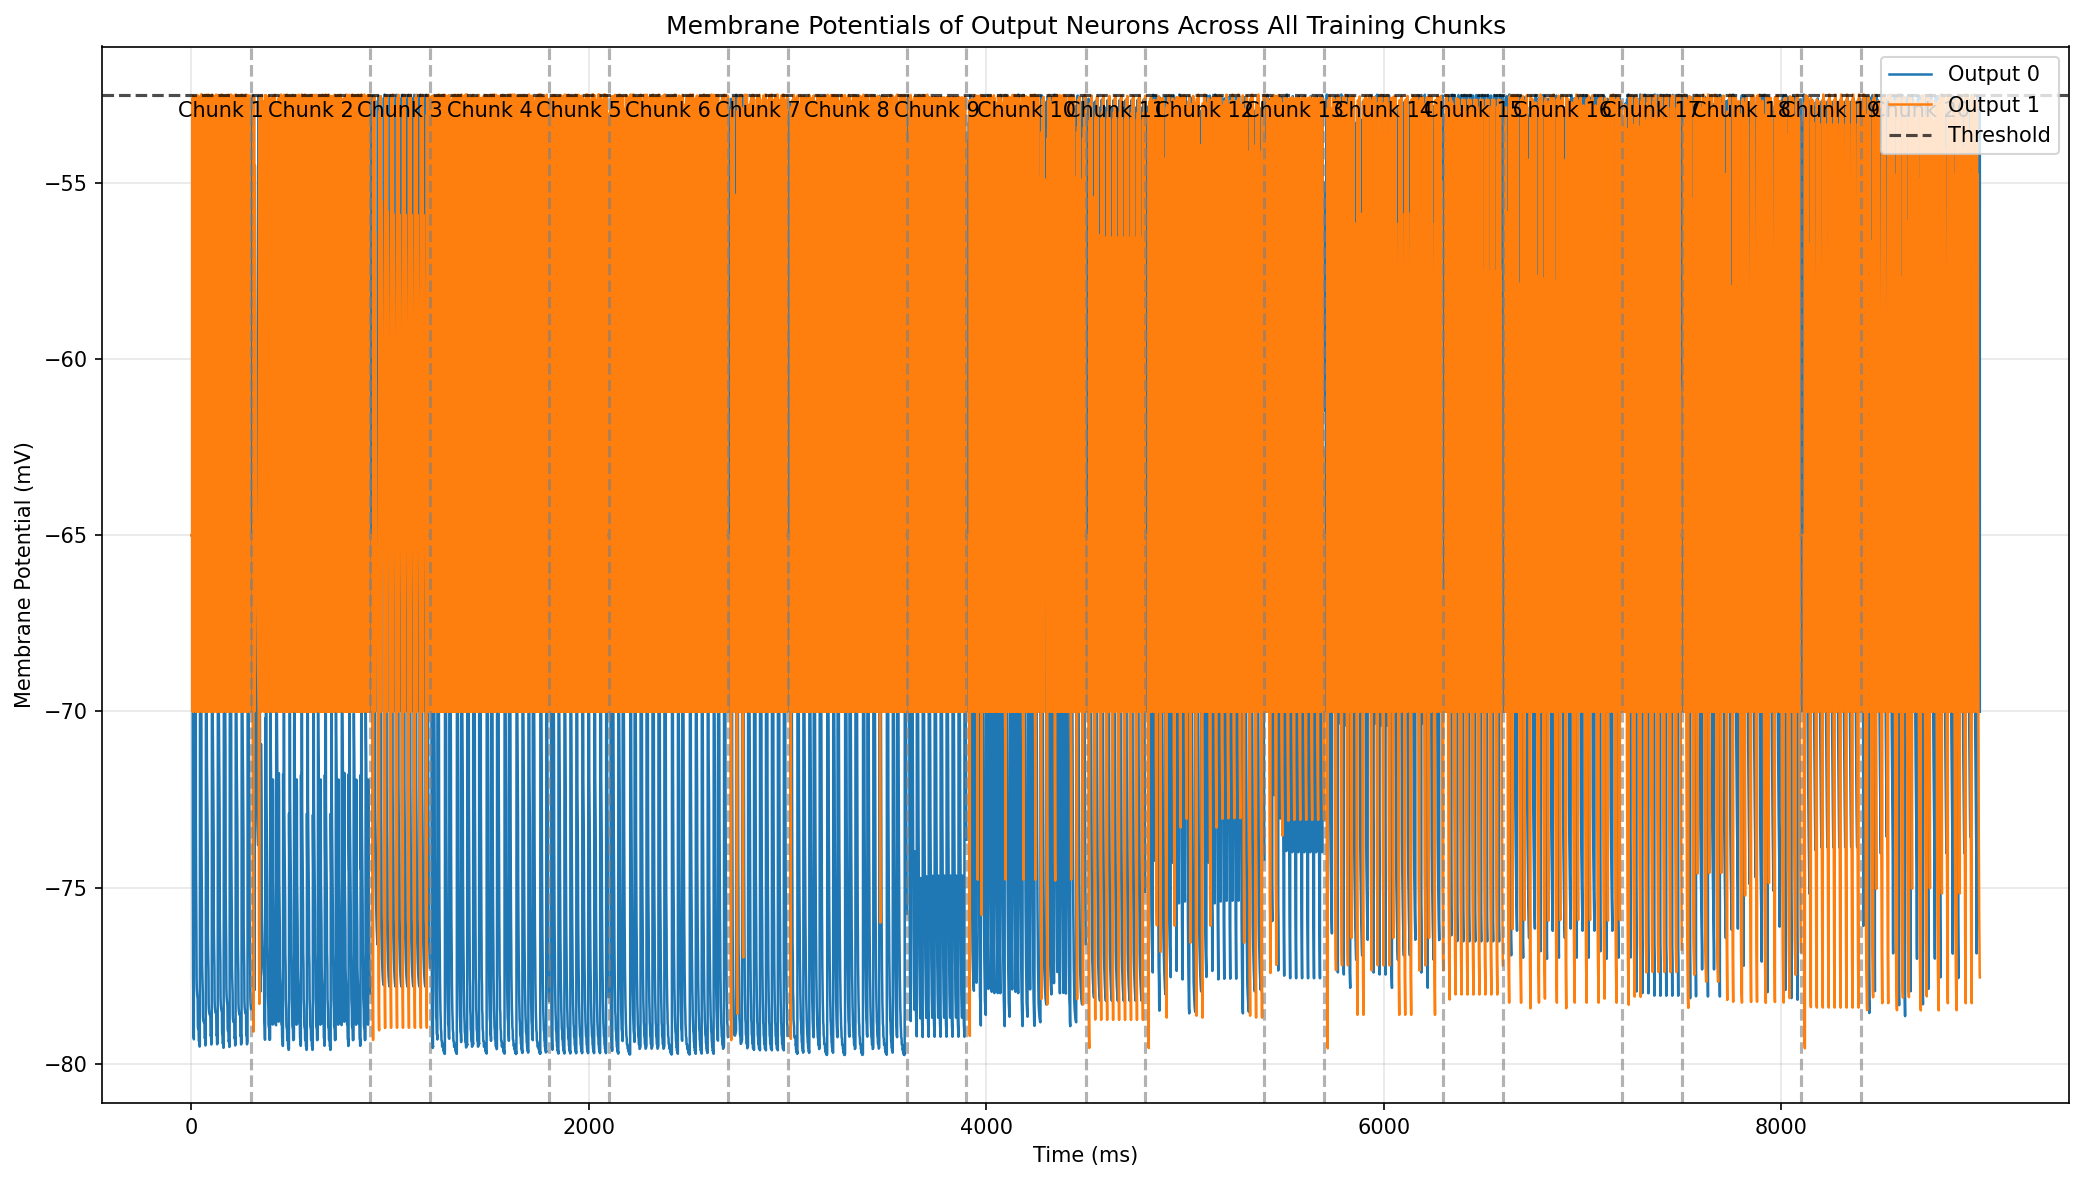 Membrane Potentials of Output Neurons Across All Training Chunks
Output 0
Output 1
Threshold
Chunk 1 Chunk 2 Chunk 3 Chunk 4 Chunk 5 Chunk 6 Chunk 7 Chunk 8 Chunk 9 Chunk 10 Chunk 11 Chunk 12 Chunk 13 Chunk 14 Chunk 15 Chunk 16 Chunk 17 Chunk 18 Chunk 19 Chunk 20
−55
−60
−65
−70
−75
−80
Membrane Potential (mV)
0 2000 4000 6000 8000
Time (ms)